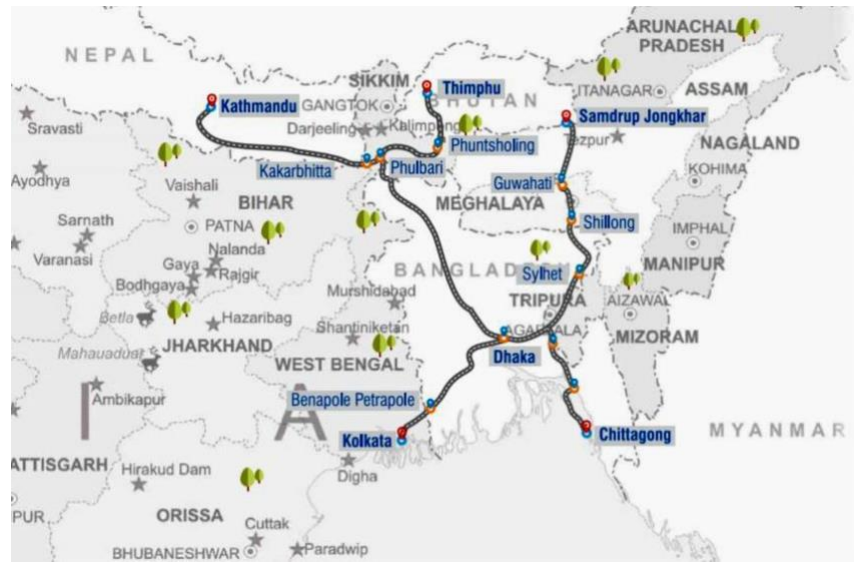 ARUNACHAL
PRADESH
NEPAL
SIKKIM
Thimphu
Kathmandu
GANGTOK
BHUTAN
ITANAGAR
ASSAM
Sravasti
Darjeeling
Kalimpong
Samdrup Jongkhar
Tezpur
NAGALAND
Phuntsholing
Kakarbhitta
Phulbari
KOHIMA
Ayodhya
Vaishali
Guwahati
BIHAR
MEGHALAYA
Sarnath
PATNA
Shillong
IMPHAL
Varanasi
Nalanda
Gaya
Rajgir
BANGLADESH
Sylhet
MANIPUR
Bodhgaya
Murshidabad
TRIPURA
AIZAWAL
Betla
Hazaribag
Shantiniketan
AGARTALA
MIZORAM
JHARKHAND
Mahauaduar
WEST BENGAL
Dhaka
Ambikapur
Benapole Petrapole
I
A
Kolkata
Chittagong
MYANMAR
ATTISGARH
Hirakud Dam
Digha
IPUR
ORISSA
Cuttak
BHUBANESHWAR
Paradwip